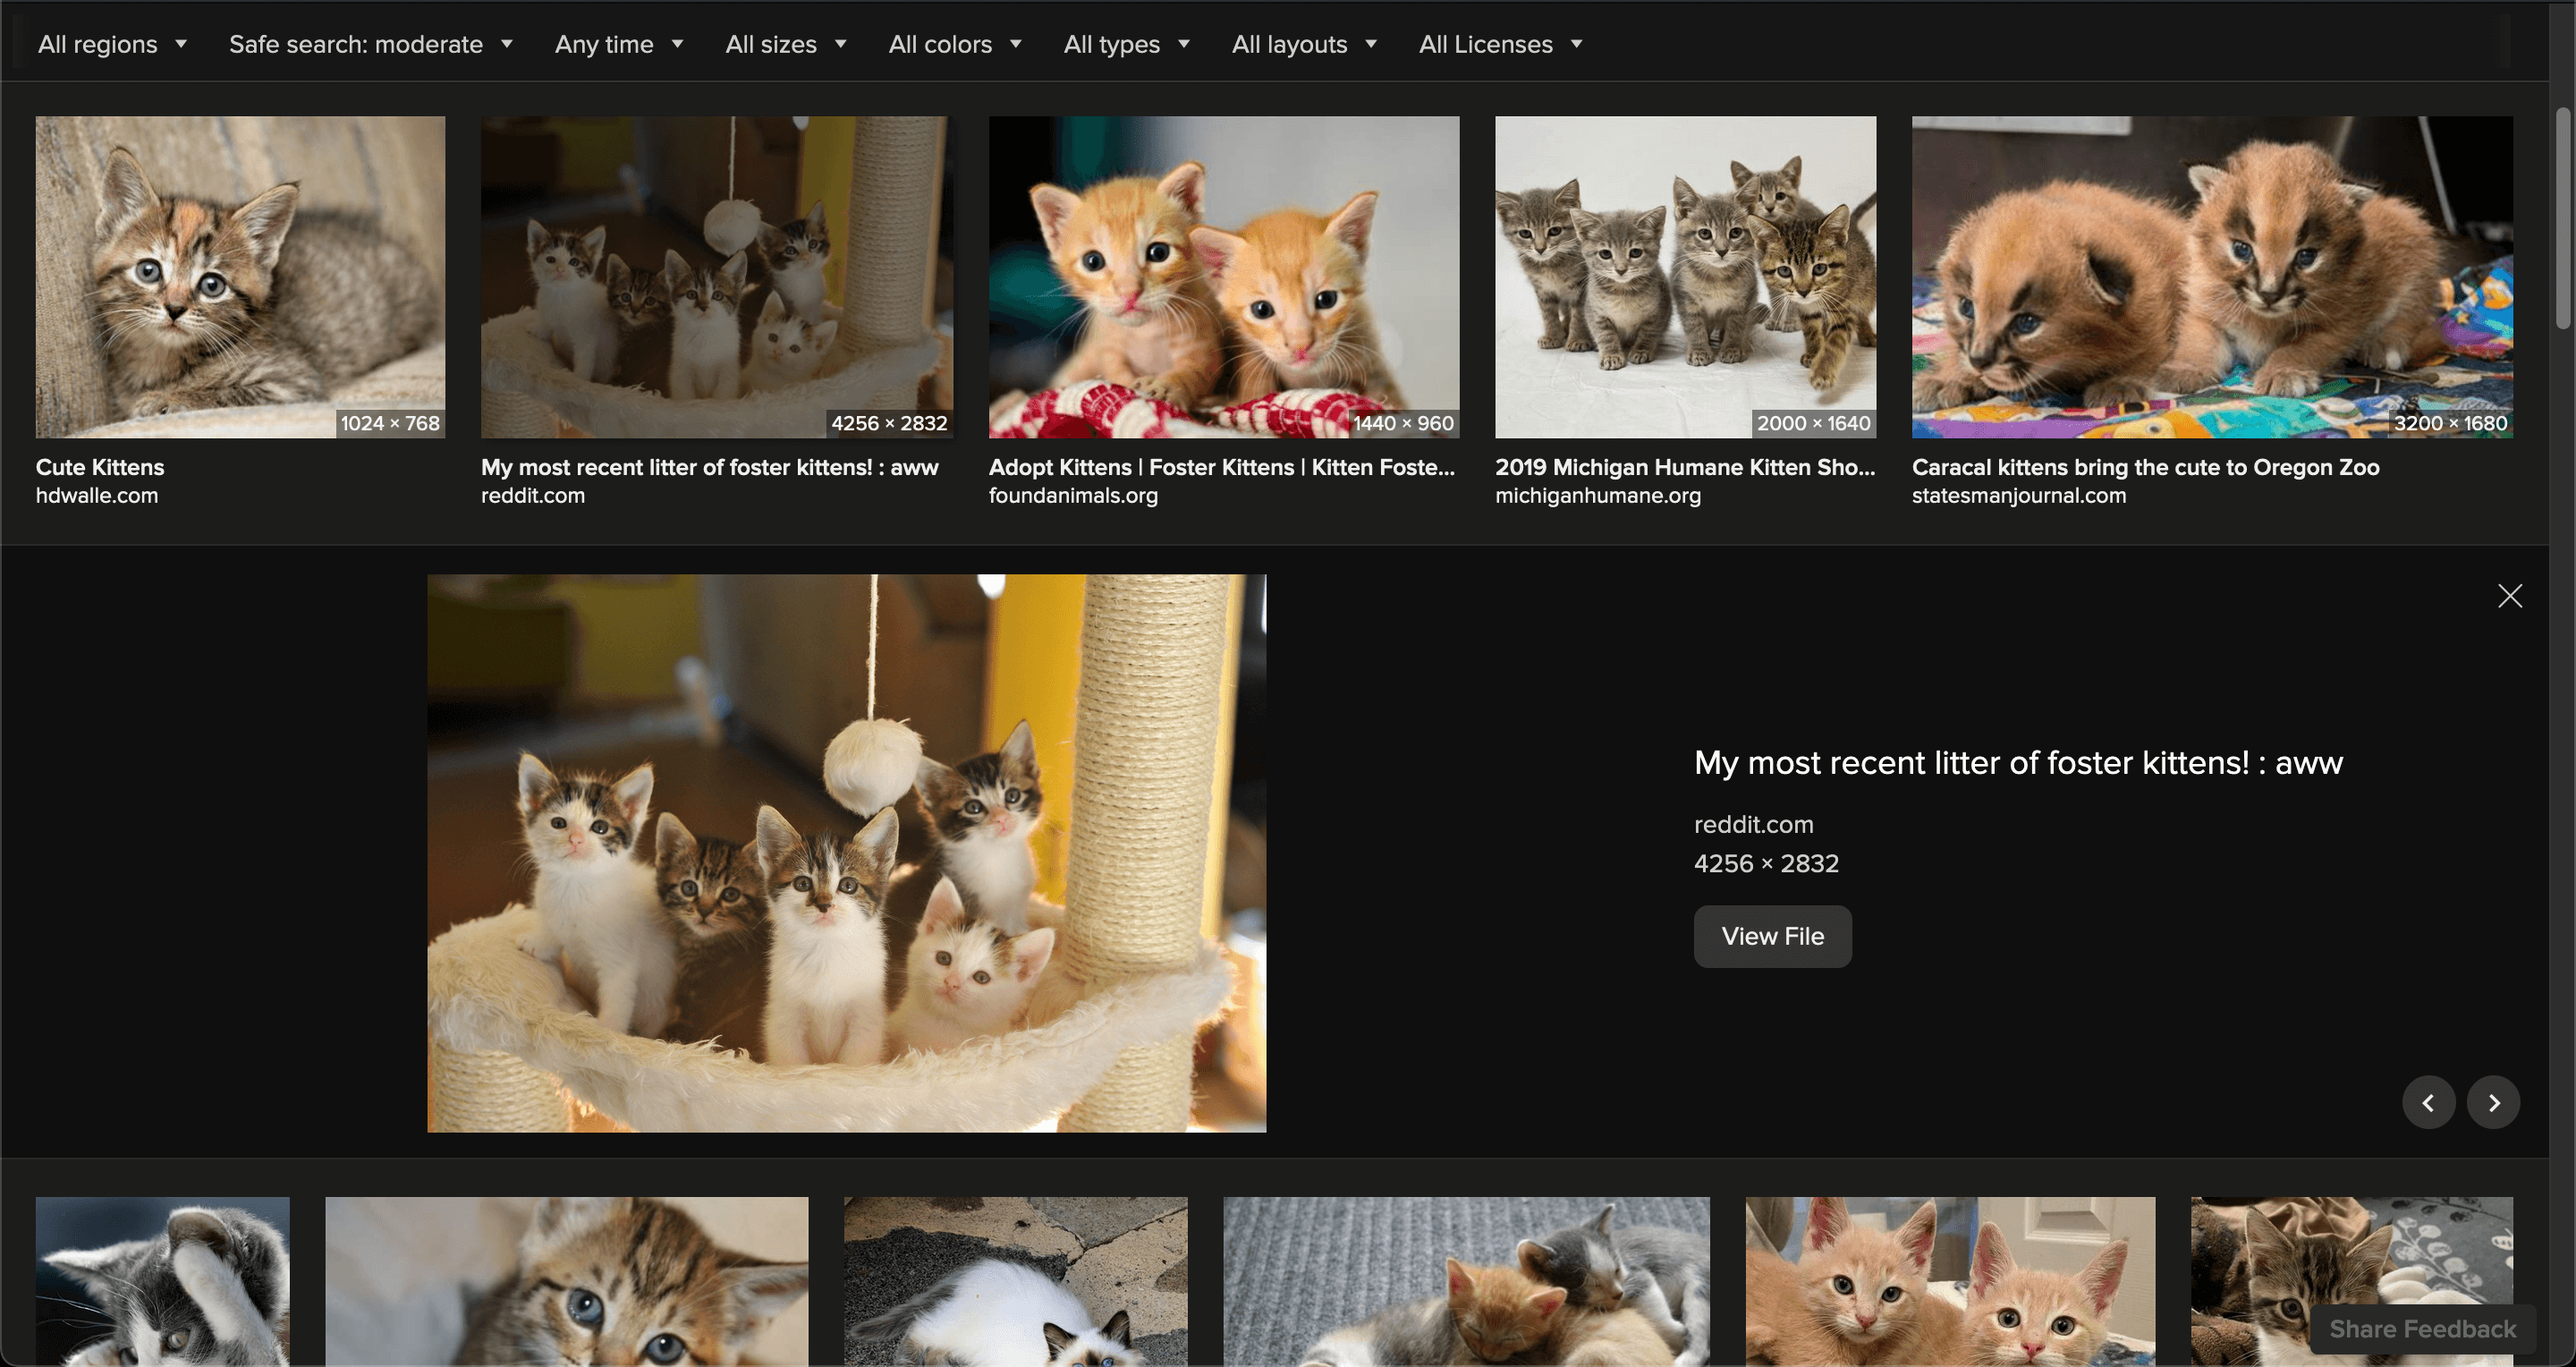 All regions
Safe search: moderate
Any time
All sizes
All colors
All types
All layouts
All Licenses
1024 × 768
4256 × 2832
1440 × 960
2000 × 1640
3200 × 1680
Cute Kittens
hdwalle.com
My most recent litter of foster kittens! : aww
reddit.com
Adopt Kittens | Foster Kittens | Kitten Foste...
foundanimals.org
2019 Michigan Humane Kitten Sho...
michiganhumane.org
Caracal kittens bring the cute to Oregon Zoo
statesmanjournal.com
My most recent litter of foster kittens! : aww
reddit.com
4256 × 2832
View File
Share Feedback